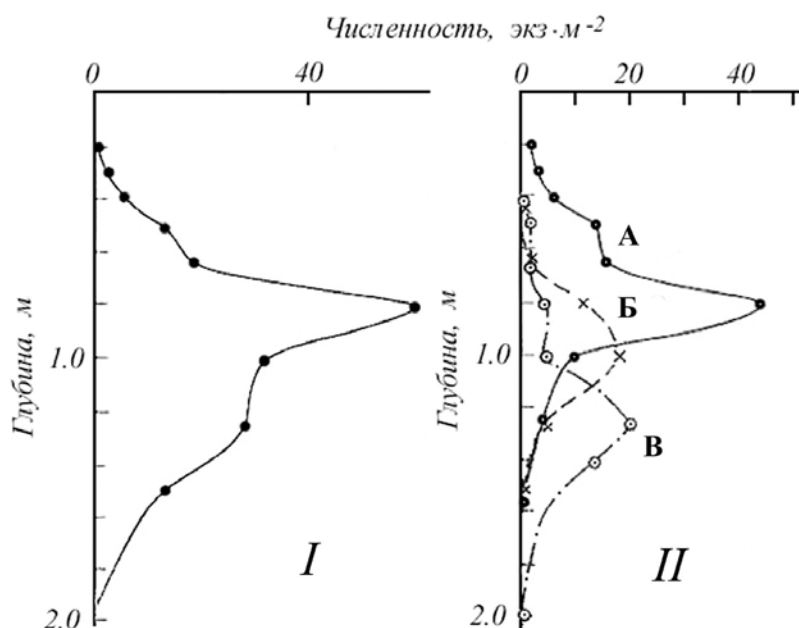 Численность, экз·м-2
0 40 0 20 40
Глубина, м
1.0
2.0
I
Глубина, м
1.0
2.0
А
Б
В
II